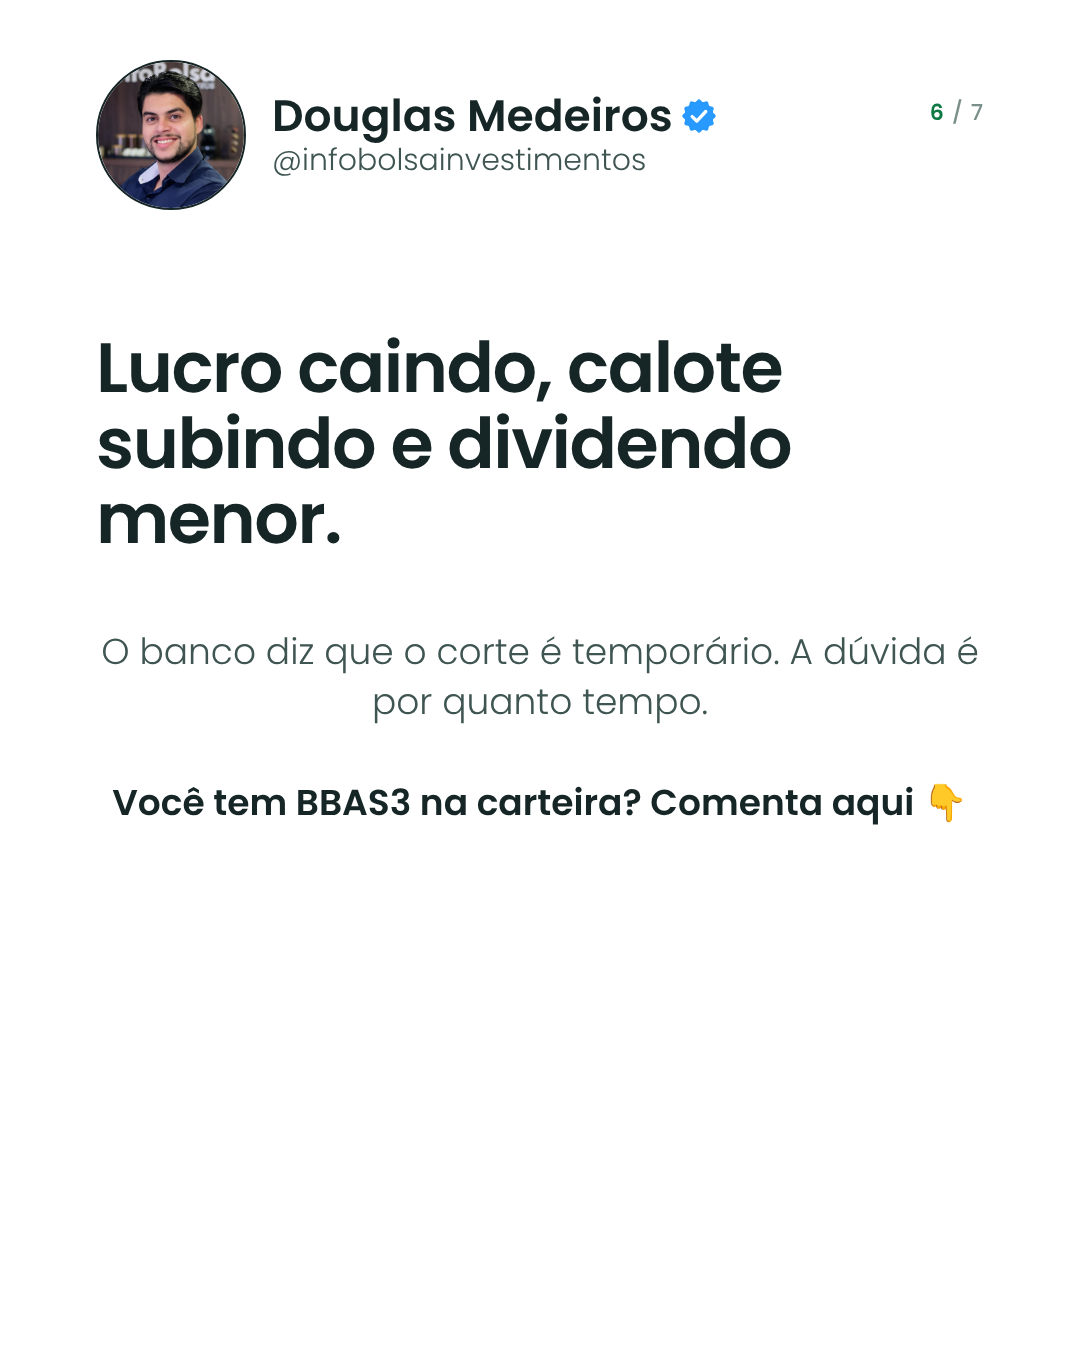 Douglas Medeiros
@infobolsainvestimentos
6 / 7
Lucro caindo, calote
subindo e dividendo
menor.
O banco diz que o corte é temporário. A dúvida é
por quanto tempo.
Você tem BBAS3 na carteira? Comenta aqui 👇